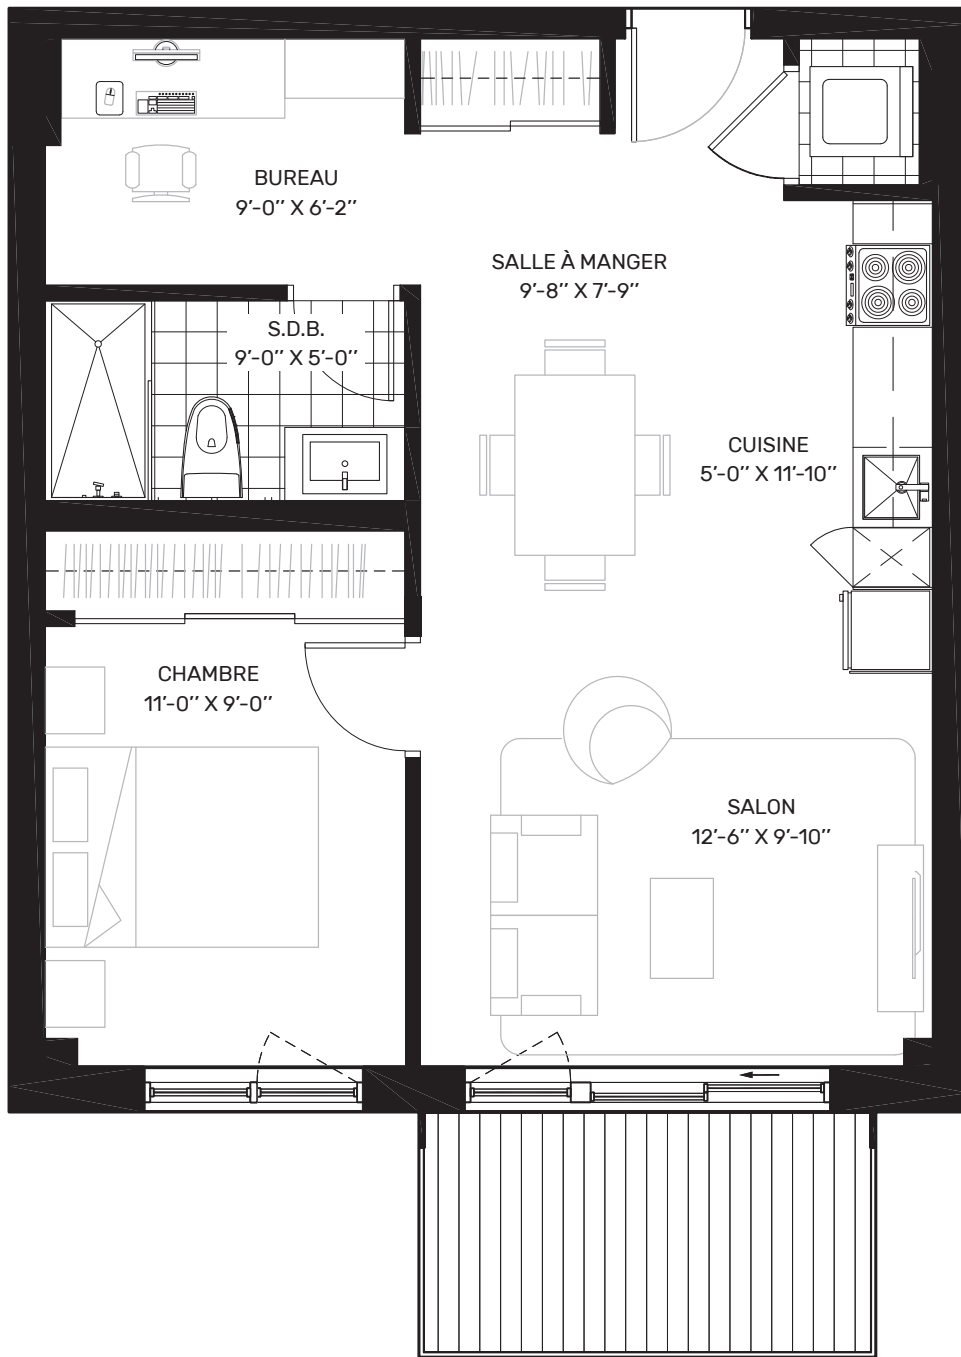 BUREAU
9’-0’’ X 6’-2’’
SALLE À MANGER
9’-8’’ X 7’-9’’
S.D.B.
9’-0’’ X 5’-0’’
CUISINE
5’-0’’ X 11’-10’’
CHAMBRE
11’-0’’ X 9’-0’’
SALON
12’-6’’ X 9’-10’’